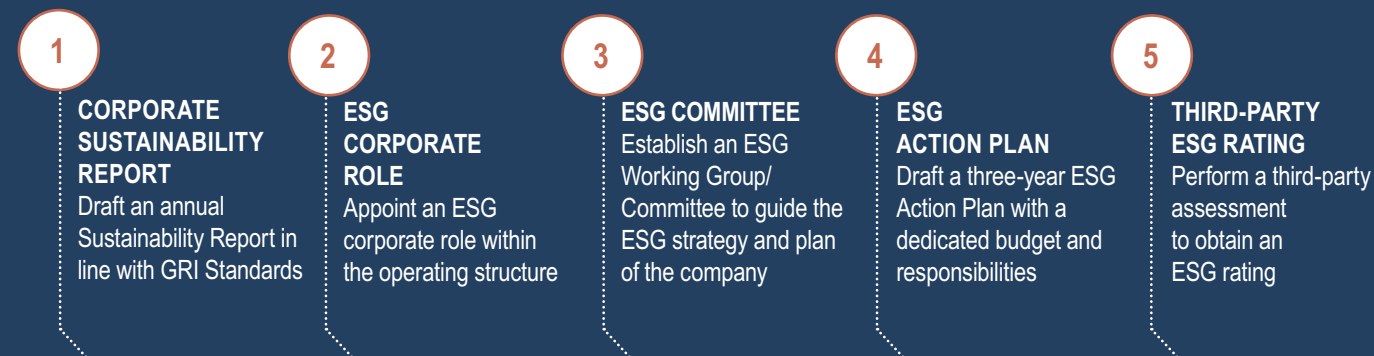 1
CORPORATE
SUSTAINABILITY
REPORT
Draft an annual
Sustainability Report in
line with GRI Standards
2
ESG
CORPORATE
ROLE
Appoint an ESG
corporate role within
the operating structure
3
ESG COMMITTEE
Establish an ESG
Working Group/
Committee to guide the
ESG strategy and plan
of the company
4
ESG
ACTION PLAN
Draft a three-year ESG
Action Plan with a
dedicated budget and
responsibilities
5
THIRD-PARTY
ESG RATING
Perform a third-party
assessment
to obtain an
ESG rating